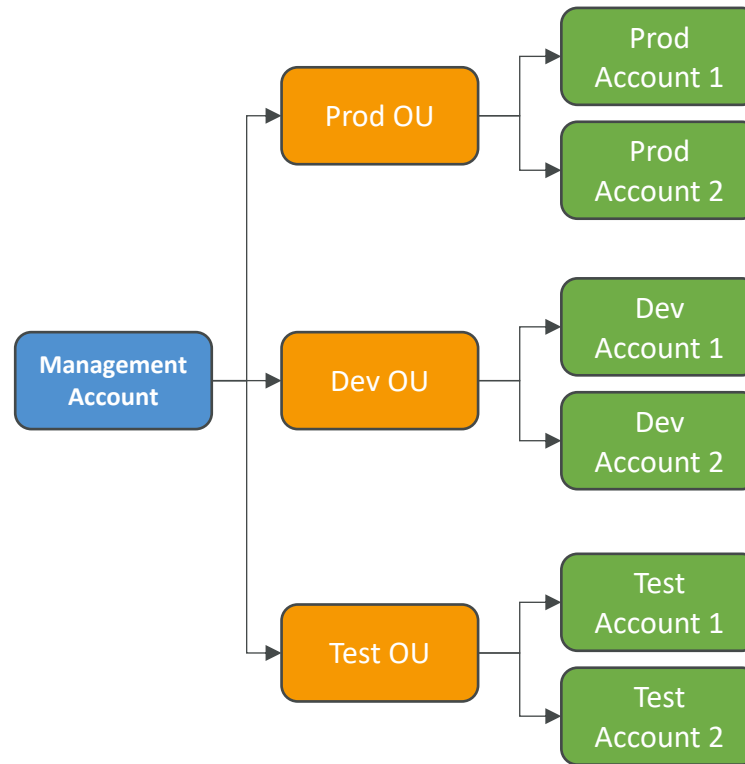 Prod
Account 1
Prod OU
Prod
Account 2
Dev
Account 1
Management
Account
Dev OU
Dev
Account 2
Test
Account 1
Test OU
Test
Account 2